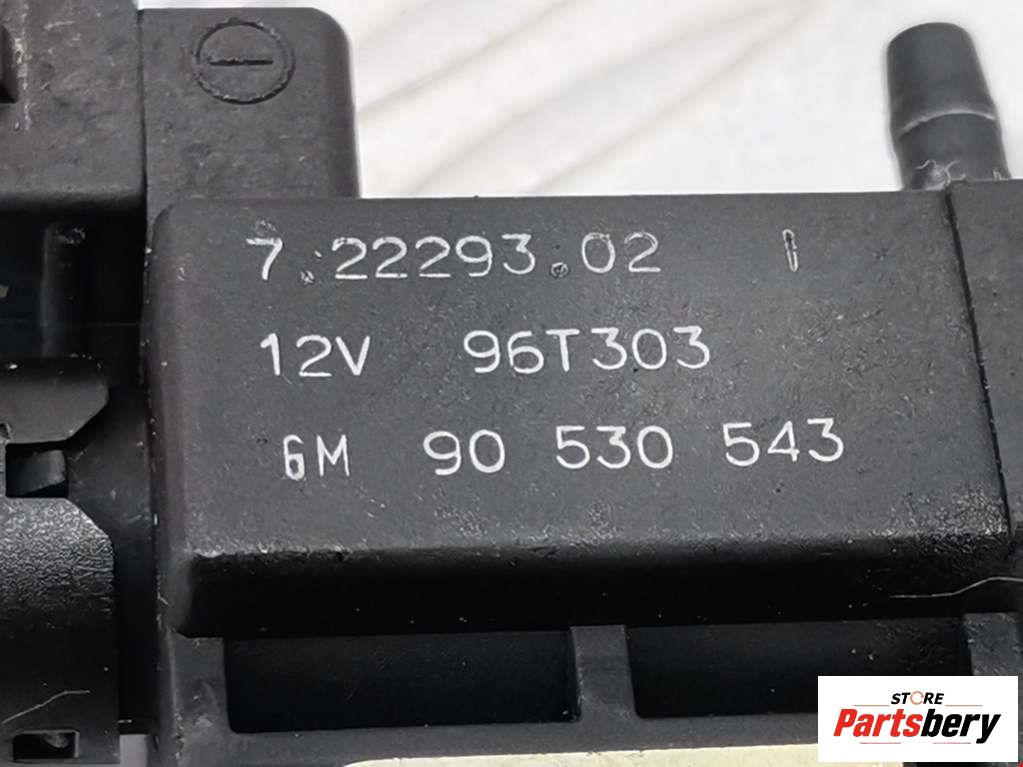 7.22293.02 I
12V 96T303
GM 90 530 543
STORE
Partsbery